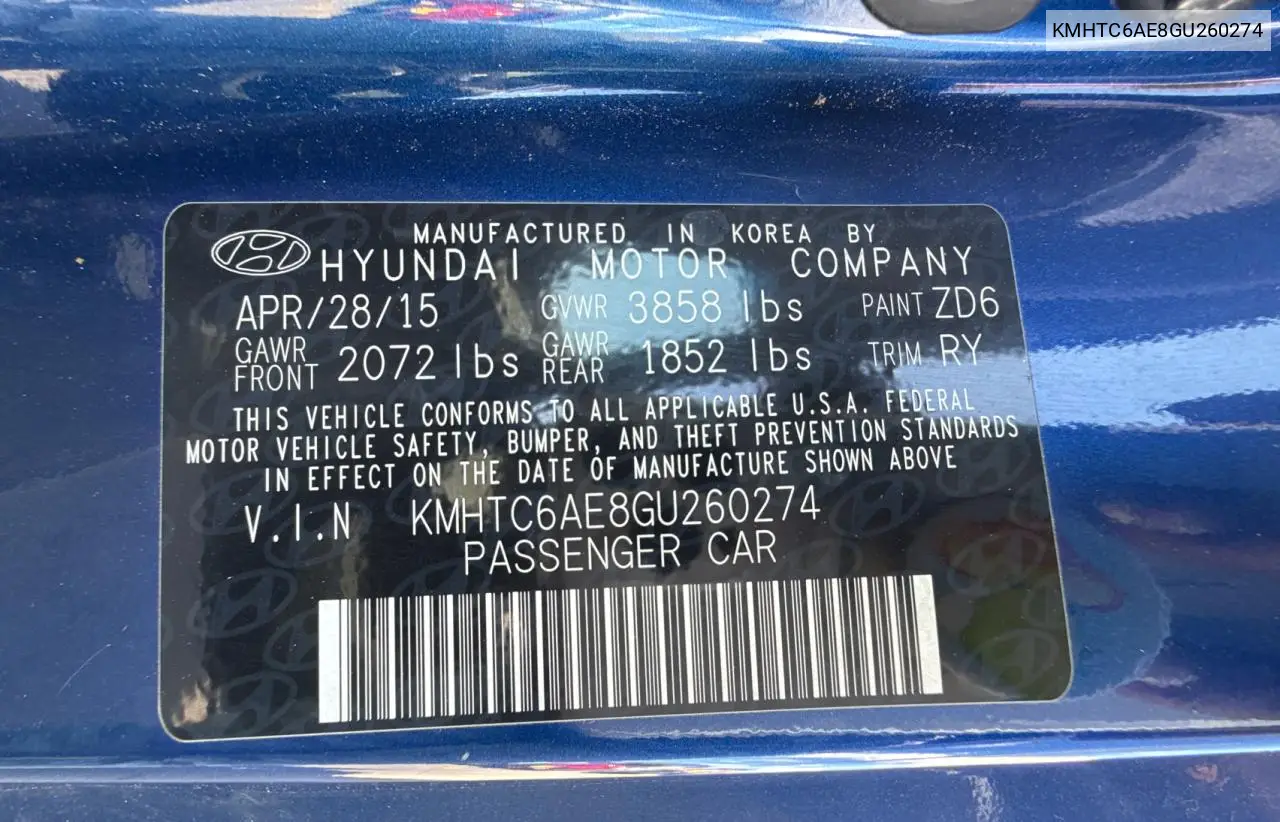 KMHTC6AE8GU260274
MANUFACTURED IN KOREA BY
HYUNDAI MOTOR COMPANY
APR/28/15 GVWR 3858 lbs PAINT ZD6
GAWR FRONT 2072 lbs GAWR REAR 1852 lbs TRIM RY
THIS VEHICLE CONFORMS TO ALL APPLICABLE U.S.A. FEDERAL
MOTOR VEHICLE SAFETY, BUMPER, AND THEFT PREVENTION STANDARDS
IN EFFECT ON THE DATE OF MANUFACTURE SHOWN ABOVE
V.I.N KMHTC6AE8GU260274
PASSENGER CAR